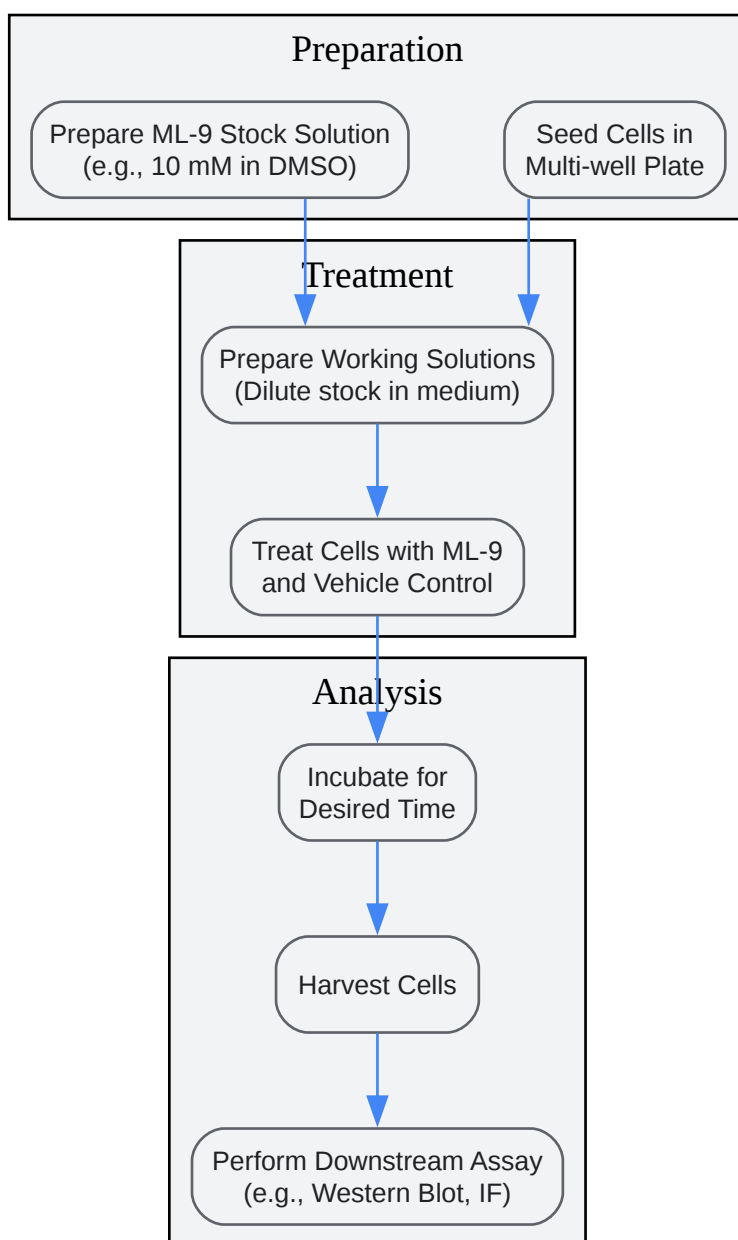 Preparation
Prepare ML-9 Stock Solution
(e.g., 10 mM in DMSO)
Seed Cells in
Multi-well Plate
Treatment
Prepare Working Solutions
(Dilute stock in medium)
Treat Cells with ML-9
and Vehicle Control
Analysis
Incubate for
Desired Time
Harvest Cells
Perform Downstream Assay
(e.g., Western Blot, IF)